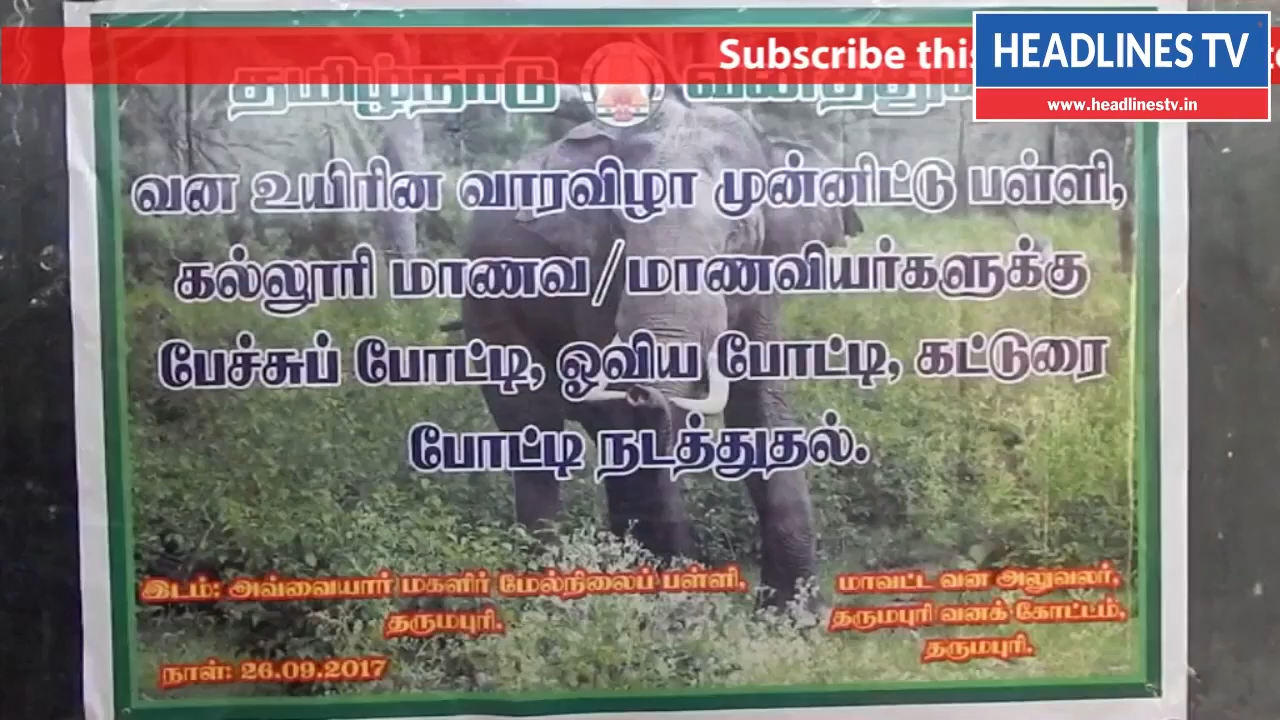 Subscribe this
HEADLINES TV
www.headlinestv.in
தமிழ்நாடு
வன உயிரின வாரவிழா முன்னிட்டு பள்ளி,
கல்லூரி மாணவ/மாணவியர்களுக்கு
பேச்சுப் போட்டி, ஓவிய போட்டி, கட்டுரை
போட்டி நடத்துதல்.
இடம்: அவ்வையார் மகளிர் மேல்நிலைப் பள்ளி,
தருமபுரி.
நாள்: 26.09.2017
மாவட்ட வன அலுவலர்,
தருமபுரி வனக் கோட்டம்,
தருமபுரி.